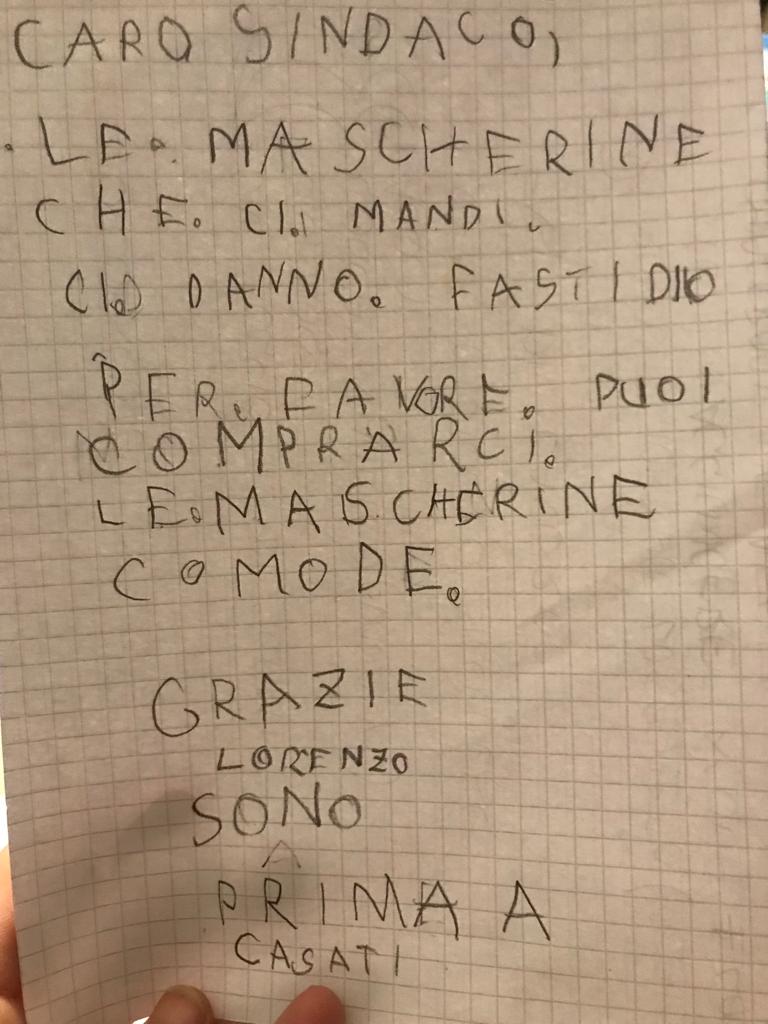 CARO SINDACO,
. LE. MASCHERINE
CHE. CI. MANDI.
CI. DANNO. FASTIDIO
PER. FAVORE. PUOI
COMPRARCI.
LE. MASCHERINE
COMODE.
GRAZIE
LORENZO
SONO
PRIMA A
CASATI